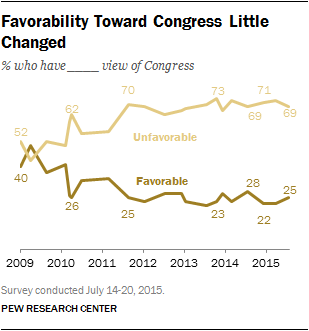 Favorability Toward Congress Little
Changed
% who have ____ view of Congress
70
73
71
62
69
69
52
Unfavorable
40
Favorable
28
25
26
25
23
22
2009 2010 2011 2012 2013 2014 2015
Survey conducted July 14-20, 2015.
PEW RESEARCH CENTER